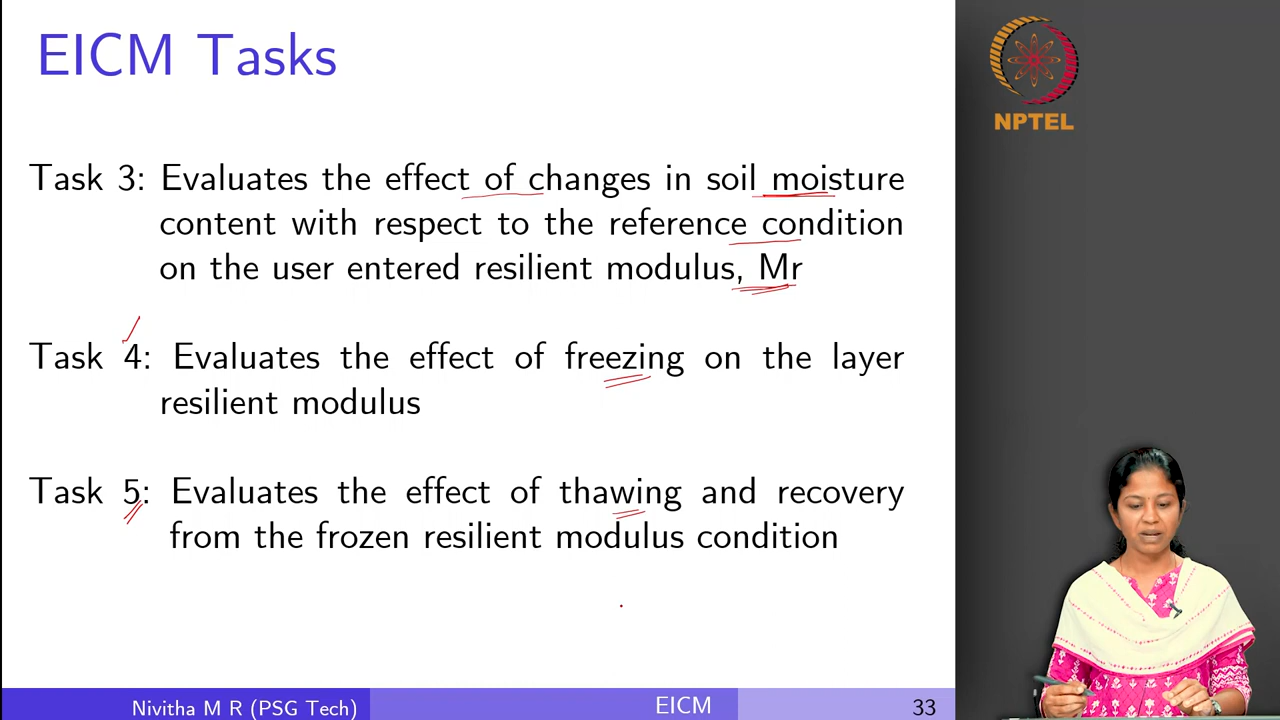 EICM Tasks
NPTEL
Task 3: Evaluates the effect of changes in soil moisture
content with respect to the reference condition
on the user entered resilient modulus, Mr
Task 4: Evaluates the effect of freezing on the layer
resilient modulus
Task 5: Evaluates the effect of thawing and recovery
from the frozen resilient modulus condition
Nivitha M R (PSG Tech)
EICM
33